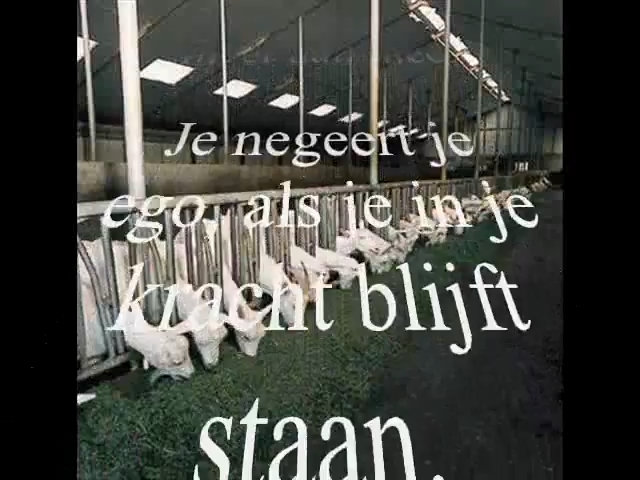 Je negeert je
ego, als je in je
kracht blijft
staan.